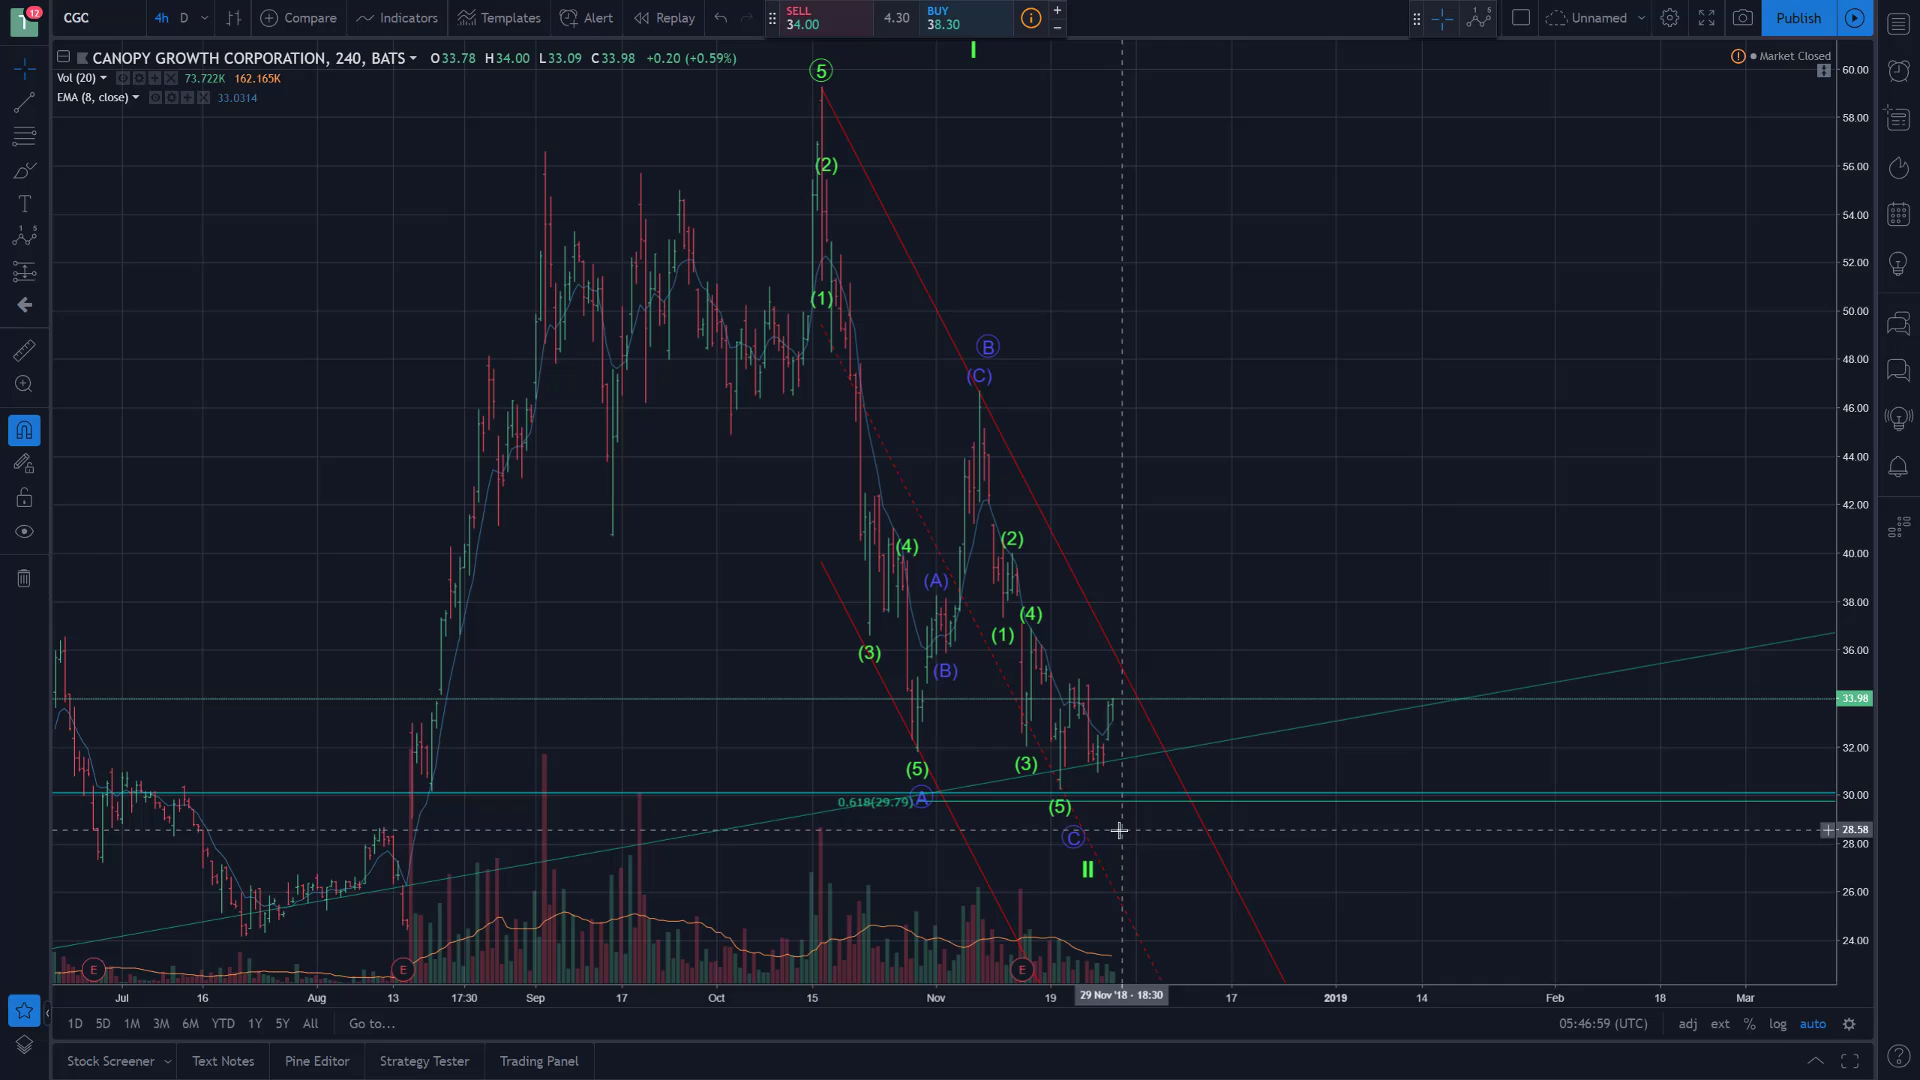 T 12 CGC 4h D Compare Indicators Templates Alert Replay SELL 34.00 4.30 BUY 38.30 Unnamed Publish
CANOPY GROWTH CORPORATION, 240, BATS O33.78 H34.00 L33.09 C33.98 +0.20 (+0.59%) Market Closed
Vol (20) 73.722K 162.165K
EMA (8, close) 33.0314
I
5
(2)
(1)
B
(C)
(4)
(2)
(A)
(4)
(1)
(3)
(B)
(5)
(3)
0.618(29.79) A
(5)
C
II
60.00
58.00
56.00
54.00
52.00
50.00
48.00
46.00
44.00
42.00
40.00
38.00
36.00
33.98
32.00
30.00
28.58
28.00
26.00
24.00
E E E
Jul 16 Aug 13 17:30 Sep 17 Oct 15 Nov 19 29 Nov '18 - 18:30 17 2019 14 Feb 18 Mar
1D 5D 1M 3M 6M YTD 1Y 5Y All Go to... 05:46:59 (UTC) adj ext % log auto
Stock Screener Text Notes Pine Editor Strategy Tester Trading Panel